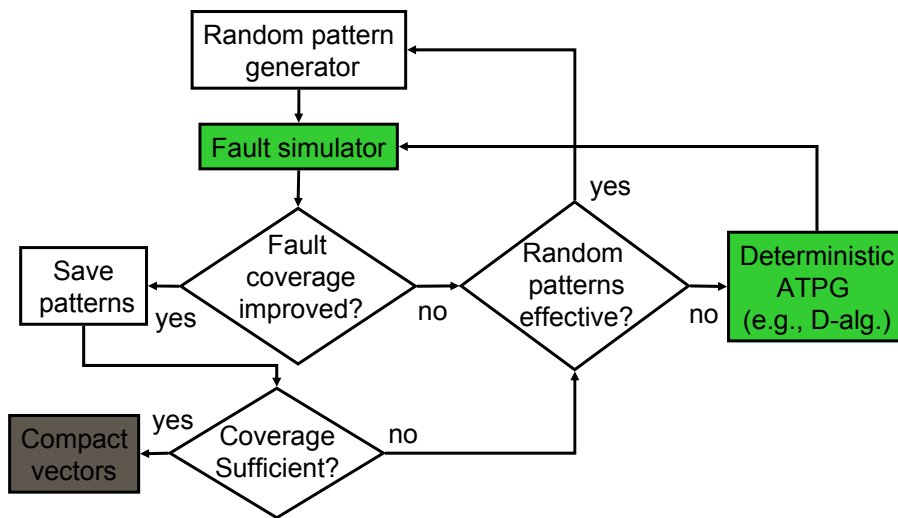 Random pattern
generator
Fault simulator
yes
Fault
coverage
improved?
Random
patterns
effective?
Deterministic
ATPG
(e.g., D-alg.)
Save
patterns
yes
no
no
yes
no
Compact
vectors
Coverage
Sufficient?